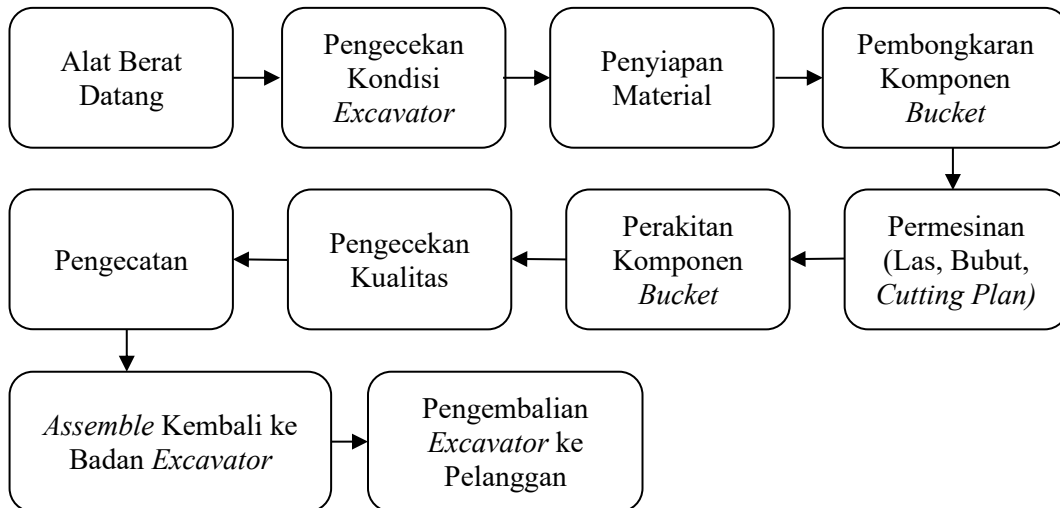 Alat Berat
Datang
Pengecekan
Kondisi
Excavator
Penyiapan
Material
Pembongkaran
Komponen
Bucket
Permesinan
(Las, Bubut,
Cutting Plan)
Perakitan
Komponen
Bucket
Pengecekan
Kualitas
Pengecatan
Assemble Kembali ke
Badan Excavator
Pengembalian
Excavator ke
Pelanggan